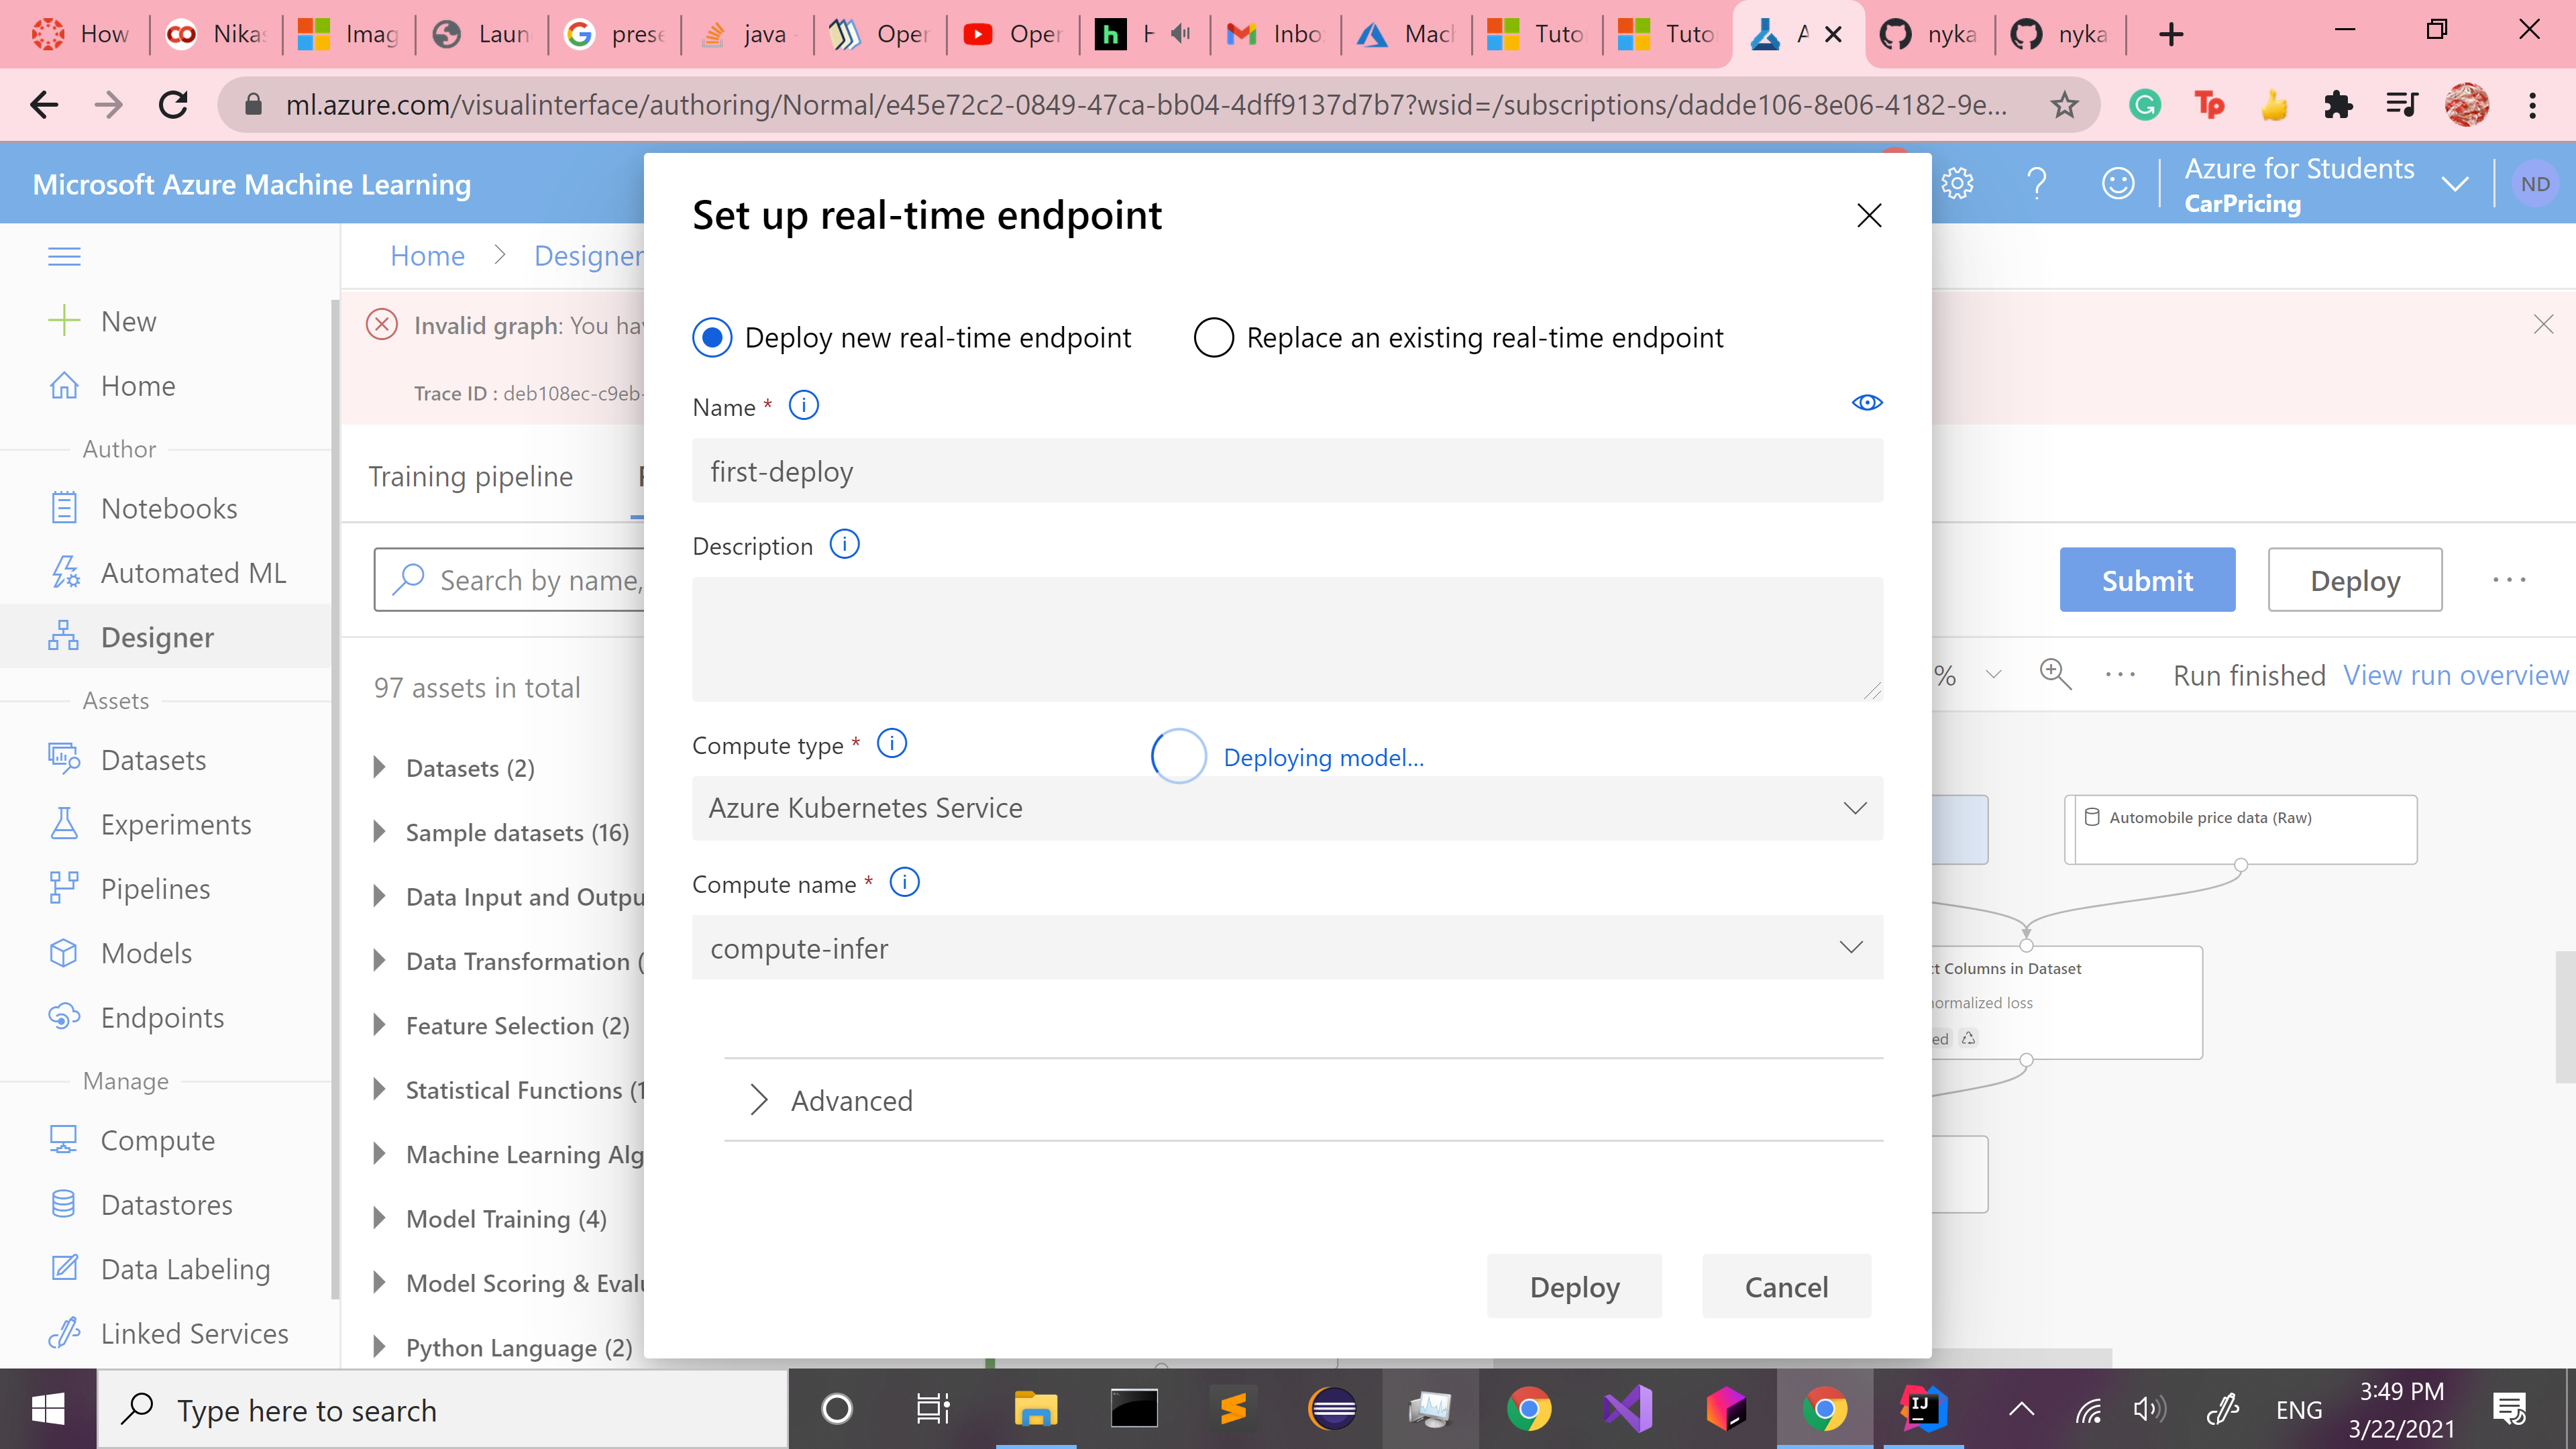 How
Nikas
Imag
Laun
prese
java
Oper
Oper
Inbo
Macl
Tuto
Tuto
nyka
nyka
ml.azure.com/visualinterface/authoring/Normal/e45e72c2-0849-47ca-bb04-4dff9137d7b7?wsid=/subscriptions/dadde106-8e06-4182-9e...
Microsoft Azure Machine Learning
Azure for Students
CarPricing
ND
New
Home
Author
Notebooks
Automated ML
Designer
Assets
Datasets
Experiments
Pipelines
Models
Endpoints
Manage
Compute
Datastores
Data Labeling
Linked Services
Home > Designer
Invalid graph: You hav
Trace ID : deb108ec-c9eb-
Training pipeline
Search by name,
97 assets in total
Datasets (2)
Sample datasets (16)
Data Input and Outpu
Data Transformation (
Feature Selection (2)
Statistical Functions (1
Machine Learning Alg
Model Training (4)
Model Scoring & Evalu
Python Language (2)
Set up real-time endpoint
Deploy new real-time endpoint
Replace an existing real-time endpoint
Name *
first-deploy
Description
Compute type *
Deploying model...
Azure Kubernetes Service
Compute name *
compute-infer
Advanced
Deploy
Cancel
Submit
Deploy
%
Run finished
View run overview
Automobile price data (Raw)
ct Columns in Dataset
normalized loss
ed
Type here to search
ENG
3:49 PM
3/22/2021